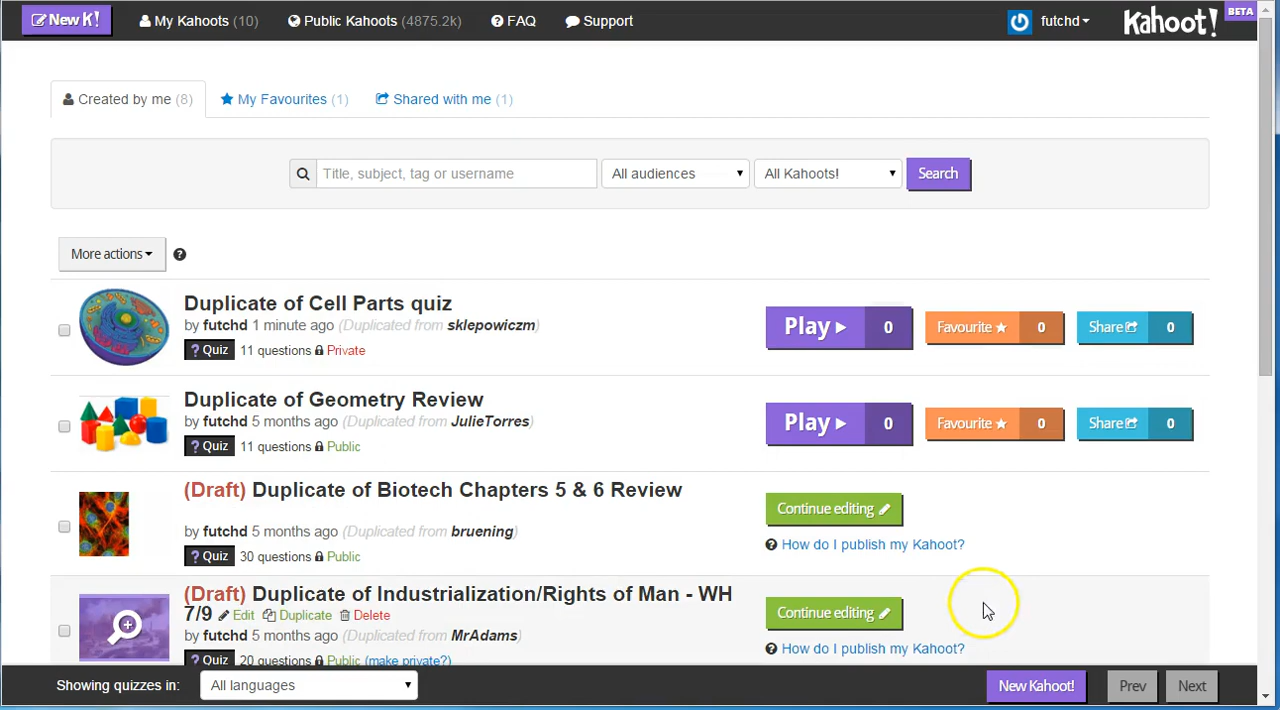 New K! My Kahoots (10) Public Kahoots (4875.2k) ? FAQ Support futchd Kahoot! BETA
Created by me (8) My Favourites (1) Shared with me (1)
Title, subject, tag or username All audiences All Kahoots! Search
More actions ?
Duplicate of Cell Parts quiz
by futchd 1 minute ago (Duplicated from sklepowiczm) Play 0 Favourite 0 Share 0
? Quiz 11 questions Private
Duplicate of Geometry Review
by futchd 5 months ago (Duplicated from JulieTorres) Play 0 Favourite 0 Share 0
? Quiz 11 questions Public
(Draft) Duplicate of Biotech Chapters 5 & 6 Review
Continue editing
by futchd 5 months ago (Duplicated from bruening)
? How do I publish my Kahoot?
? Quiz 30 questions Public
(Draft) Duplicate of Industrialization/Rights of Man - WH
7/9 Edit Duplicate Delete Continue editing
by futchd 5 months ago (Duplicated from MrAdams)
? How do I publish my Kahoot?
? Quiz 20 questions Public (make private?)
Showing quizzes in: All languages New Kahoot! Prev Next